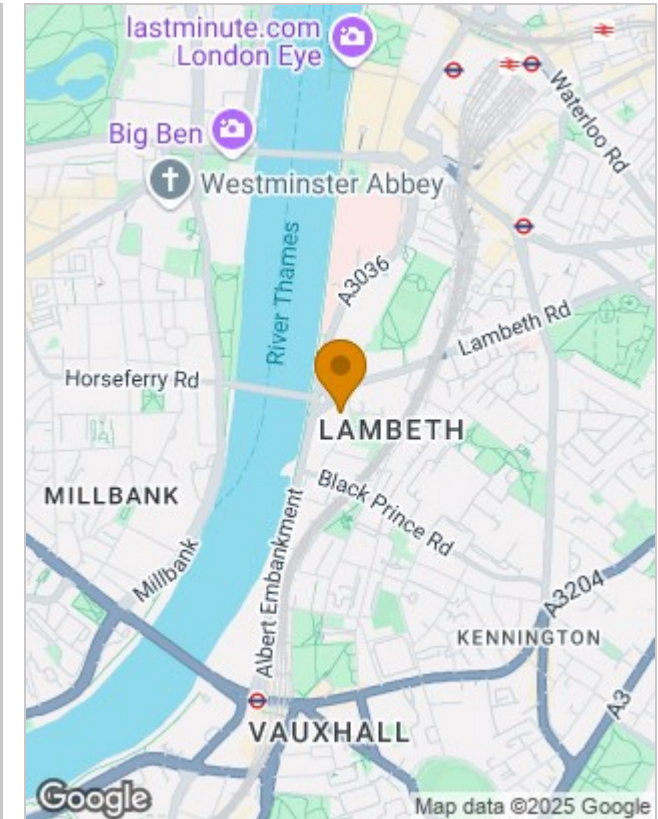 lastminute.com
London Eye
Waterloo Rd
Big Ben
Westminster Abbey
River Thames
A3036
Lambeth Rd
Horseferry Rd
LAMBETH
MILLBANK
Black Prince Rd
Millbank
Albert Embankment
A3204
KENNINGTON
A3
VAUXHALL
Google
Map data ©2025 Google